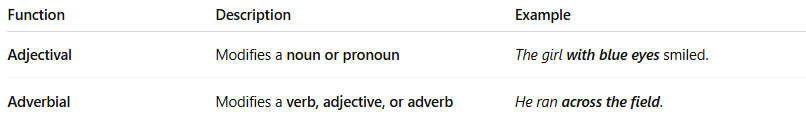 Function Description Example
Adjectival Modifies a noun or pronoun The girl with blue eyes smiled.
Adverbial Modifies a verb, adjective, or adverb He ran across the field.